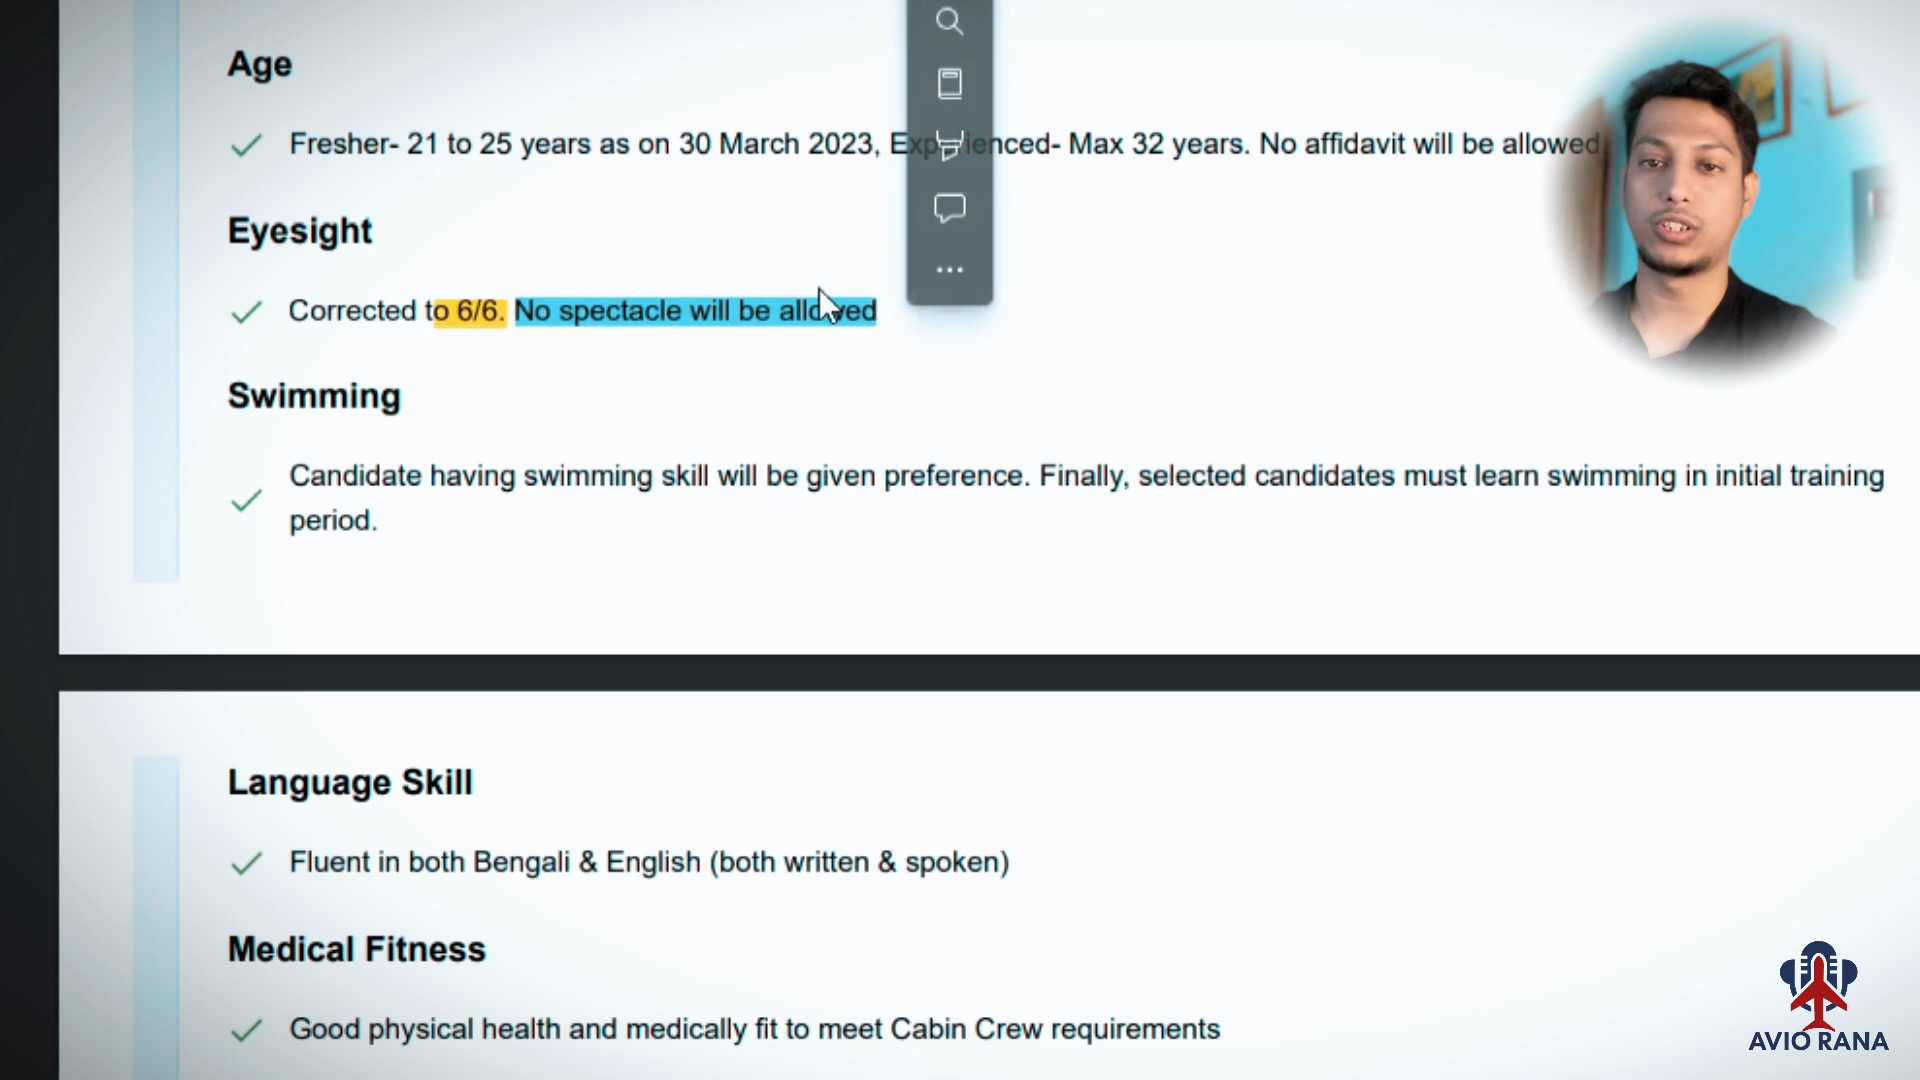 Age
Fresher- 21 to 25 years as on 30 March 2023, Experienced- Max 32 years. No affidavit will be allowed.
Eyesight
Corrected to 6/6. No spectacle will be allowed
Swimming
Candidate having swimming skill will be given preference. Finally, selected candidates must learn swimming in initial training
period.
Language Skill
Fluent in both Bengali & English (both written & spoken)
Medical Fitness
Good physical health and medically fit to meet Cabin Crew requirements
AVIO RANA